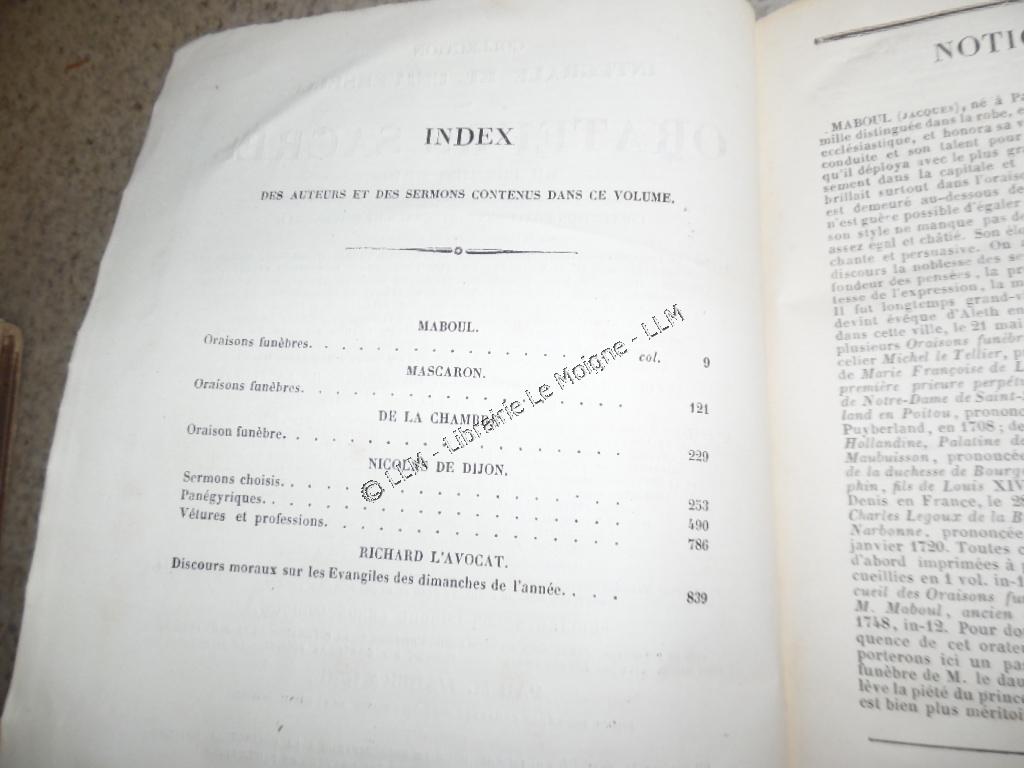 INDEX
DES AUTEURS ET DES SERMONS CONTENUS DANS CE VOLUME.
MABOUL.
Oraisons funèbres. . . . . . . . . . . . . . . col. 9
MASCARON.
Oraisons funèbres. . . . . . . . . . . . . . . 121
DE LA CHAMBRE.
Oraison funèbre. . . . . . . . . . . . . . . . 229
NICOLAS DE DIJON.
Sermons choisis. . . . . . . . . . . . . . . . 253
Panégyriques. . . . . . . . . . . . . . . . . 490
Vêtures et professions. . . . . . . . . . . . . 786
RICHARD L'AVOCAT.
Discours moraux sur les Evangiles des dimanches de l'année. . . . 839
© LLM - Librairie Le Moigne - LLM
NOTIC
MABOUL (JACQUES), né à Pa
mille distinguée dans la robe, e
ecclésiastique, et honora sa v
conduite et son talent pour
qu'il déploya avec le plus gra
sement dans la capitale et
brillait surtout dans l'oraiso
est demeuré au-dessous de
n'est guère possible d'égaler
son style ne manque pas de
assez égal et châtié. Son élo
chante et persuasive. On a
discours la noblesse des se
fondeur des pensées, la pr
tesse de l'expression, la m
Il fut longtemps grand-v
devint évêque d'Aleth en
dans cette ville, le 21 mai
plusieurs Oraisons funèbr
celier Michel le Tellier, pr
de Marie Françoise de L
première prieure perpétu
de Notre-Dame de Saint-
land en Poitou, prononc
Puyberland, en 1708; de
Hollandine, Palatine de
Maubuisson, prononcée
de la duchesse de Bourg
phin, fils de Louis XIV
Denis en France, le 2
Charles Legoux de la B
Narbonne, prononcée
janvier 1720. Toutes c
d'abord imprimées à p
cueillies en 1 vol. in-1
cueil des Oraisons fu
M. Maboul, ancien
1748, in-12. Pour do
quence de cet orate
porterons ici un pa
funèbre de M. le dau
lève la piété du princ
est bien plus méritoi